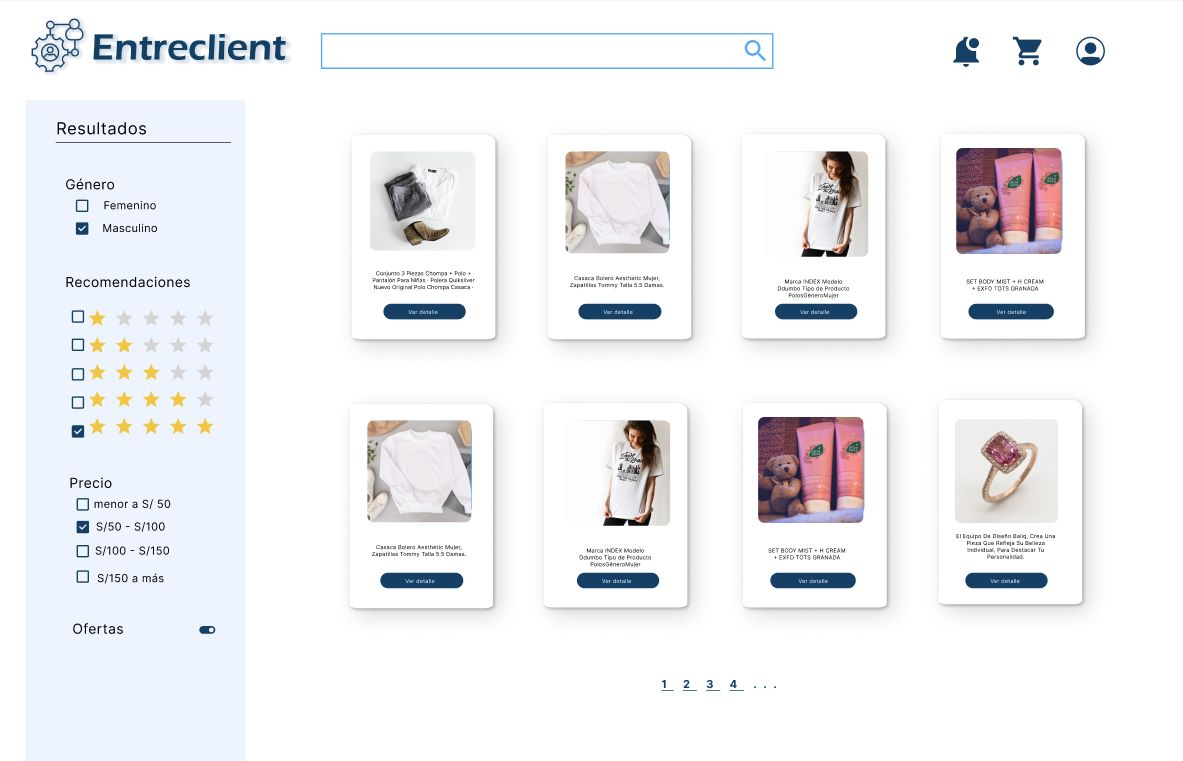 Entreclient
Resultados
Género
Femenino
Masculino
Recomendaciones
Precio
menor a S/ 50
S/50 - S/100
S/100 - S/150
S/150 a más
Ofertas
Conjunto 3 Piezas Chompa + Polo +
Pantalón Para Niñas · Polera Quiksilver
Nuevo Original Polo Chompa Casaca ·
Ver detalle
Casaca Bolero Aesthetic Mujer,
Zapatillas Tommy Talla 5.5 Damas.
Ver detalle
Marca INDEX Modelo
Ddumbo Tipo de Producto
PolosGéneroMujer
Ver detalle
SET BODY MIST + H CREAM
+ EXFO TOTS GRANADA
Ver detalle
Casaca Bolero Aesthetic Mujer,
Zapatillas Tommy Talla 5.5 Damas.
Ver detalle
Marca INDEX Modelo
Ddumbo Tipo de Producto
PolosGéneroMujer
Ver detalle
SET BODY MIST + H CREAM
+ EXFO TOTS GRANADA
Ver detalle
El Equipo De Diseño Baliq, Crea Una
Pieza Que Refleja Su Belleza
Individual, Para Destacar Tu
Personalidad.
Ver detalle
1 2 3 4 . . .